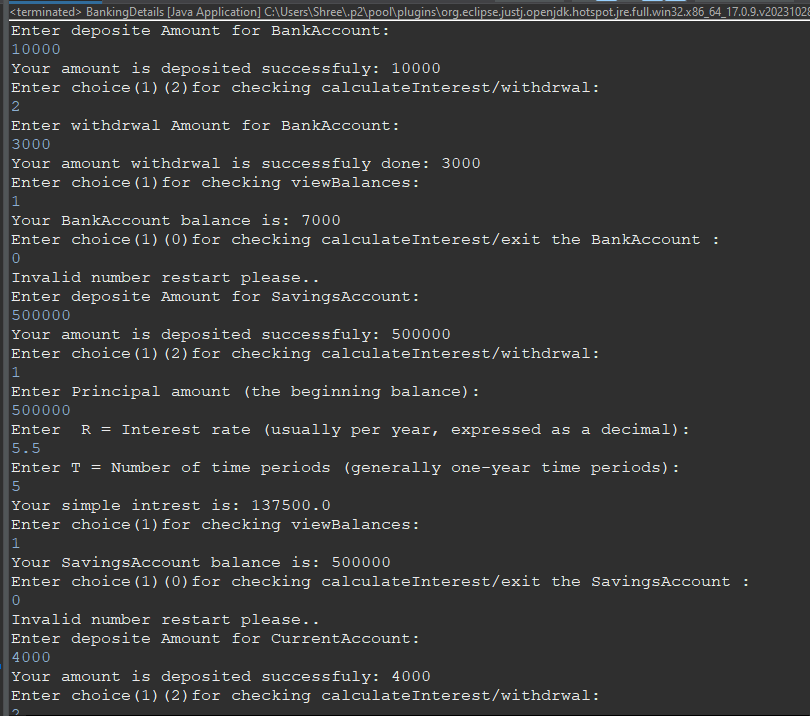 <terminated> BankingDetails [Java Application] C:\Users\Shree\.p2\pool\plugins\org.eclipse.justj.openjdk.hotspot.jre.full.win32.x86_64_17.0.9.v20231028
Enter deposite Amount for BankAccount:
10000
Your amount is deposited successfuly: 10000
Enter choice(1)(2)for checking calculateInterest/withdrwal:
2
Enter withdrwal Amount for BankAccount:
3000
Your amount withdrwal is successfuly done: 3000
Enter choice(1)for checking viewBalances:
1
Your BankAccount balance is: 7000
Enter choice(1)(0)for checking calculateInterest/exit the BankAccount :
0
Invalid number restart please..
Enter deposite Amount for SavingsAccount:
500000
Your amount is deposited successfuly: 500000
Enter choice(1)(2)for checking calculateInterest/withdrwal:
1
Enter Principal amount (the beginning balance):
500000
Enter  R = Interest rate (usually per year, expressed as a decimal):
5.5
Enter T = Number of time periods (generally one-year time periods):
5
Your simple intrest is: 137500.0
Enter choice(1)for checking viewBalances:
1
Your SavingsAccount balance is: 500000
Enter choice(1)(0)for checking calculateInterest/exit the SavingsAccount :
0
Invalid number restart please..
Enter deposite Amount for CurrentAccount:
4000
Your amount is deposited successfuly: 4000
Enter choice(1)(2)for checking calculateInterest/withdrwal:
2